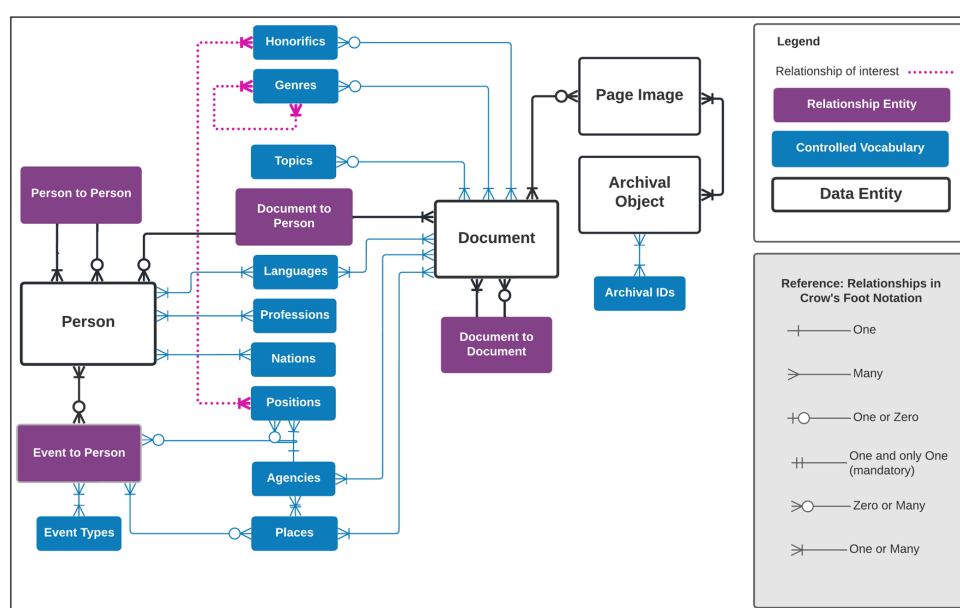 Honorifics
Genres
Topics
Person to Person
Document to
Person
Languages
Person
Professions
Nations
Positions
Event to Person
Agencies
Event Types
Places
Page Image
Archival
Object
Document
Archival IDs
Document to
Document
Legend
Relationship of interest
Relationship Entity
Controlled Vocabulary
Data Entity
Reference: Relationships in
Crow's Foot Notation
One
Many
One or Zero
One and only One
(mandatory)
Zero or Many
One or Many